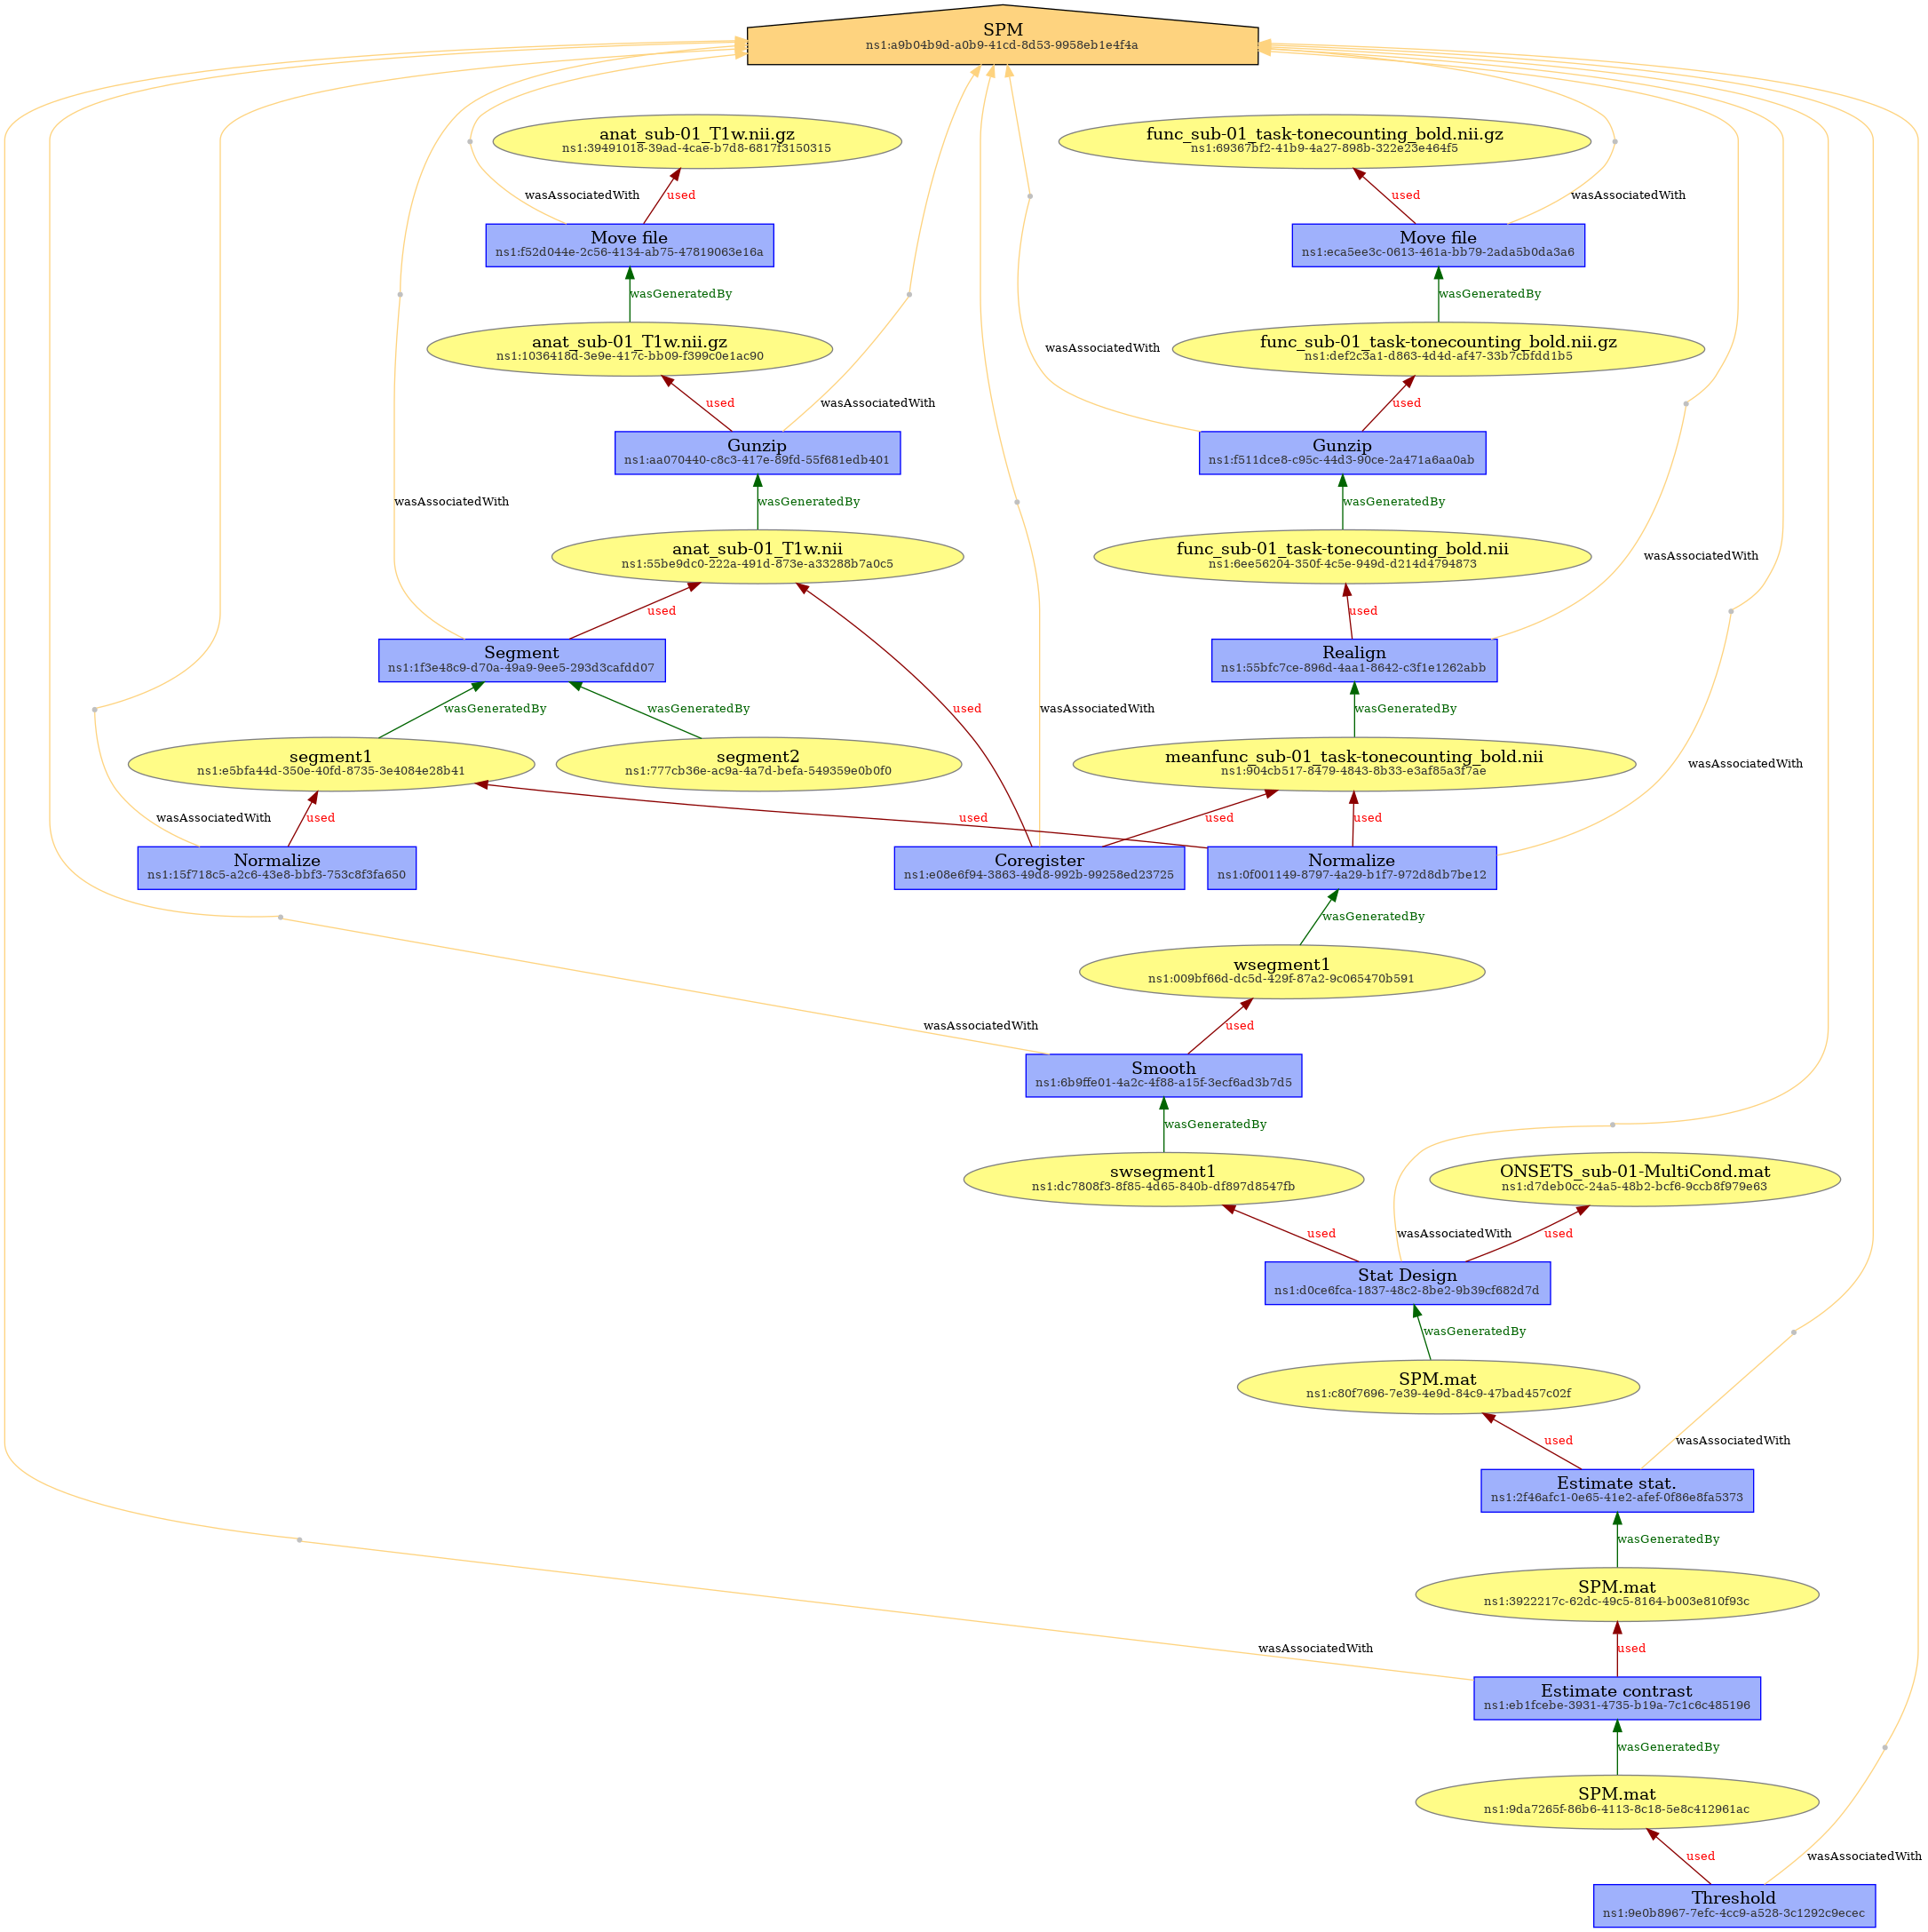 SPM
ns1:a9b04b9d-a0b9-41cd-8d53-9958eb1e4f4a
anat_sub-01_T1w.nii.gz
ns1:39491018-39ad-4cae-b7d8-6817f3150315
func_sub-01_task-tonecounting_bold.nii.gz
ns1:69367bf2-41b9-4a27-898b-322e23e464f5
wasAssociatedWith
used
used
wasAssociatedWith
Move file
ns1:f52d044e-2c56-4134-ab75-47819063e16a
Move file
ns1:eca5ee3c-0613-461a-bb79-2ada5b0da3a6
wasGeneratedBy
wasGeneratedBy
anat_sub-01_T1w.nii.gz
ns1:1036418d-3e9e-417c-bb09-f399c0e1ac90
func_sub-01_task-tonecounting_bold.nii.gz
ns1:def2c3a1-d863-4d4d-af47-33b7cbfdd1b5
wasAssociatedWith
used
wasAssociatedWith
used
Gunzip
ns1:aa070440-c8c3-417e-89fd-55f681edb401
Gunzip
ns1:f511dce8-c95c-44d3-90ce-2a471a6aa0ab
wasAssociatedWith
wasGeneratedBy
wasGeneratedBy
anat_sub-01_T1w.nii
ns1:55be9dc0-222a-491d-873e-a33288b7a0c5
func_sub-01_task-tonecounting_bold.nii
ns1:6ee56204-350f-4c5e-949d-d214d4794873
wasAssociatedWith
used
used
Segment
ns1:1f3e48c9-d70a-49a9-9ee5-293d3cafdd07
Realign
ns1:55bfc7ce-896d-4aa1-8642-c3f1e1262abb
wasGeneratedBy
wasGeneratedBy
used
wasAssociatedWith
wasGeneratedBy
segment1
ns1:e5bfa44d-350e-40fd-8735-3e4084e28b41
segment2
ns1:777cb36e-ac9a-4a7d-befa-549359e0b0f0
meanfunc_sub-01_task-tonecounting_bold.nii
ns1:904cb517-8479-4843-8b33-e3af85a3f7ae
wasAssociatedWith
wasAssociatedWith
used
used
used
used
Normalize
ns1:15f718c5-a2c6-43e8-bbf3-753c8f3fa650
Coregister
ns1:e08e6f94-3863-49d8-992b-99258ed23725
Normalize
ns1:0f001149-8797-4a29-b1f7-972d8db7be12
wasGeneratedBy
wsegment1
ns1:009bf66d-dc5d-429f-87a2-9c065470b591
wasAssociatedWith
used
Smooth
ns1:6b9ffe01-4a2c-4f88-a15f-3ecf6ad3b7d5
wasGeneratedBy
swsegment1
ns1:dc7808f3-8f85-4d65-840b-df897d8547fb
ONSETS_sub-01-MultiCond.mat
ns1:d7deb0cc-24a5-48b2-bcf6-9ccb8f979e63
used
wasAssociatedWith
used
Stat Design
ns1:d0ce6fca-1837-48c2-8be2-9b39cf682d7d
wasGeneratedBy
SPM.mat
ns1:c80f7696-7e39-4e9d-84c9-47bad457c02f
used
wasAssociatedWith
Estimate stat.
ns1:2f46afc1-0e65-41e2-afef-0f86e8fa5373
wasGeneratedBy
SPM.mat
ns1:3922217c-62dc-49c5-8164-b003e810f93c
wasAssociatedWith
used
Estimate contrast
ns1:eb1fcebe-3931-4735-b19a-7c1c6c485196
wasGeneratedBy
SPM.mat
ns1:9da7265f-86b6-4113-8c18-5e8c412961ac
used
wasAssociatedWith
Threshold
ns1:9e0b8967-7efc-4cc9-a528-3c1292c9ecec